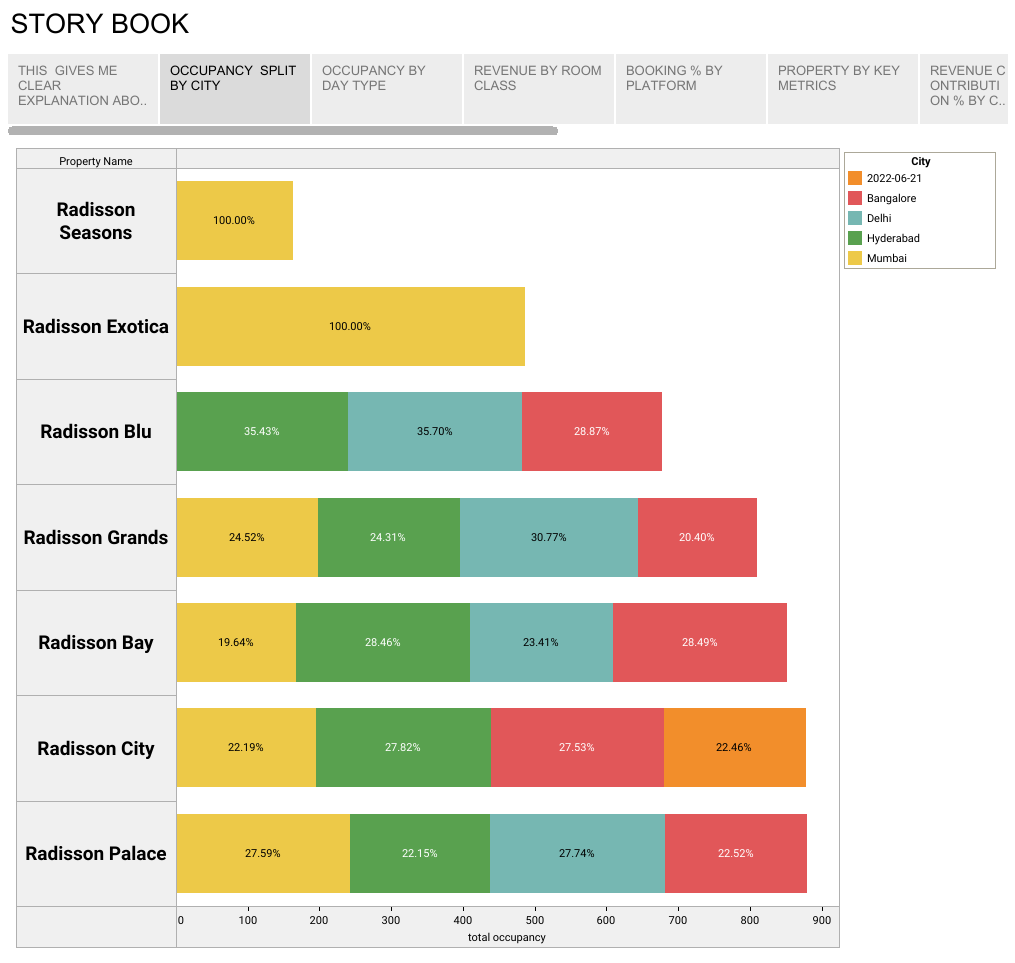 STORY BOOK
THIS  GIVES ME
CLEAR
EXPLANATION ABO..
OCCUPANCY  SPLIT
BY CITY
OCCUPANCY BY
DAY TYPE
REVENUE BY ROOM
CLASS
BOOKING % BY
PLATFORM
PROPERTY BY KEY
METRICS
REVENUE C
ONTRIBUTI
ON % BY C..
Property Name
Radisson
Seasons
100.00%
Radisson Exotica
100.00%
Radisson Blu
35.43%
35.70%
28.87%
Radisson Grands
24.52%
24.31%
30.77%
20.40%
Radisson Bay
19.64%
28.46%
23.41%
28.49%
Radisson City
22.19%
27.82%
27.53%
22.46%
Radisson Palace
27.59%
22.15%
27.74%
22.52%
0 100 200 300 400 500 600 700 800 900
total occupancy
City
2022-06-21
Bangalore
Delhi
Hyderabad
Mumbai